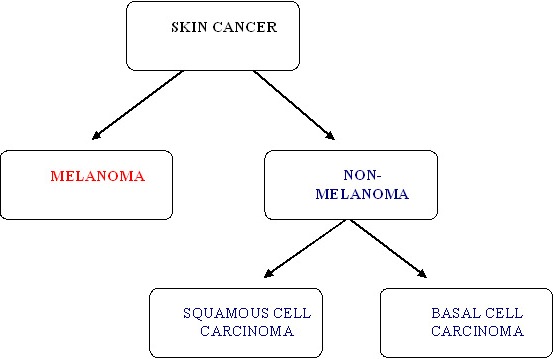 SKIN CANCER
MELANOMA
NON-
MELANOMA
SQUAMOUS CELL
CARCINOMA
BASAL CELL
CARCINOMA